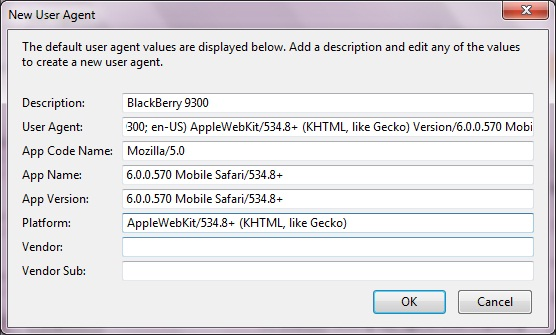 New User Agent
The default user agent values are displayed below. Add a description and edit any of the values
to create a new user agent.
Description: BlackBerry 9300
User Agent: 300; en-US) AppleWebKit/534.8+ (KHTML, like Gecko) Version/6.0.0.570 Mobi
App Code Name: Mozilla/5.0
App Name: 6.0.0.570 Mobile Safari/534.8+
App Version: 6.0.0.570 Mobile Safari/534.8+
Platform: AppleWebKit/534.8+ (KHTML, like Gecko)
Vendor:
Vendor Sub:
OK Cancel